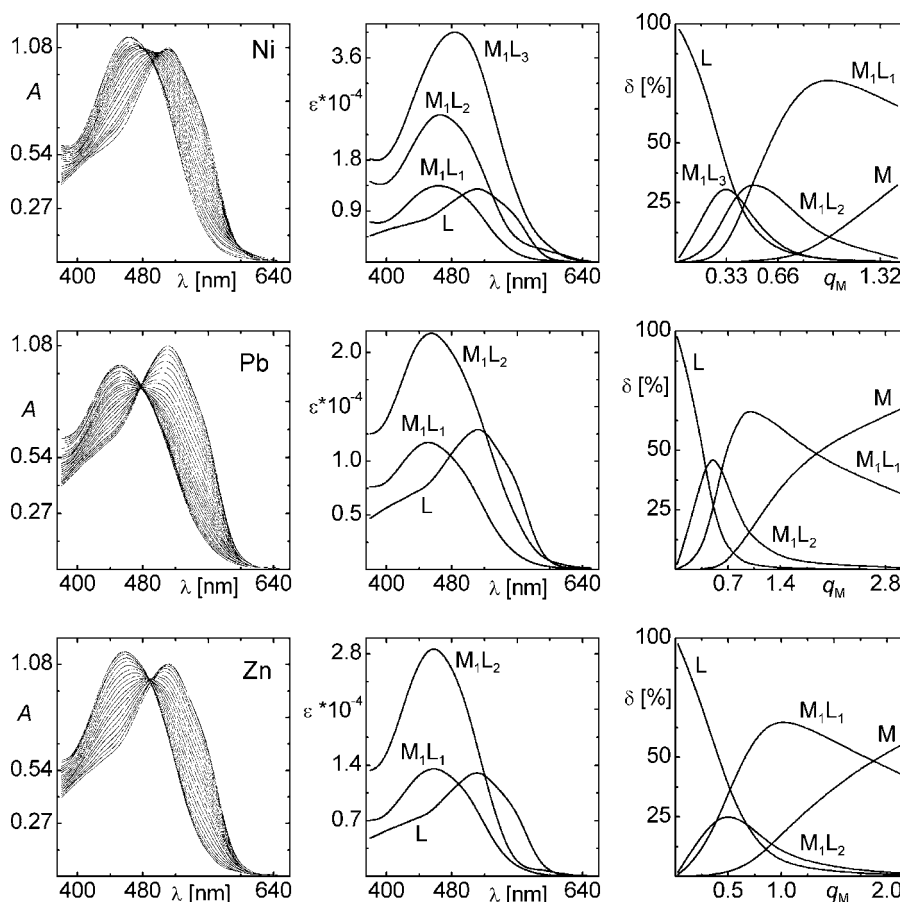 1.08
A
0.54
0.27
Ni
400 480 λ [nm] 640
3.6
ε*10⁻⁴
1.8
0.9
M₁L₃
M₁L₂
M₁L₁
L
400 480 λ [nm] 640
100
δ [%]
50
25
L
M₁L₁
M₁L₃
M₁L₂
M
0.33 0.66 qM 1.32
1.08
Pb
A
0.54
0.27
400 480 λ [nm] 640
2.0
ε*10⁻⁴
1.0
0.5
M₁L₂
M₁L₁
L
400 480 λ [nm] 640
100
δ [%]
50
25
L
M
M₁L₁
M₁L₂
0.7 1.4 qM 2.8
1.08
Zn
A
0.54
0.27
400 480 λ [nm] 640
2.8
ε*10⁻⁴
1.4
0.7
M₁L₂
M₁L₁
L
400 480 λ [nm] 640
100
δ [%]
50
25
L
M₁L₁
M
M₁L₂
0.5 1.0 qM 2.0